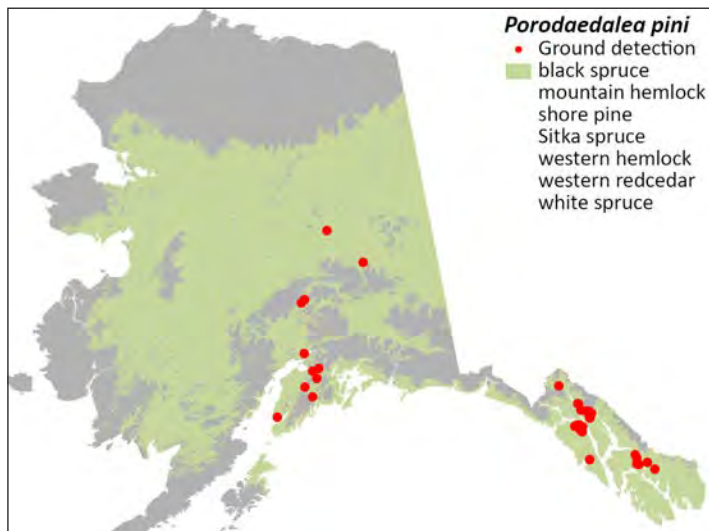 Porodaedalea pini
Ground detection
black spruce
mountain hemlock
shore pine
Sitka spruce
western hemlock
western redcedar
white spruce